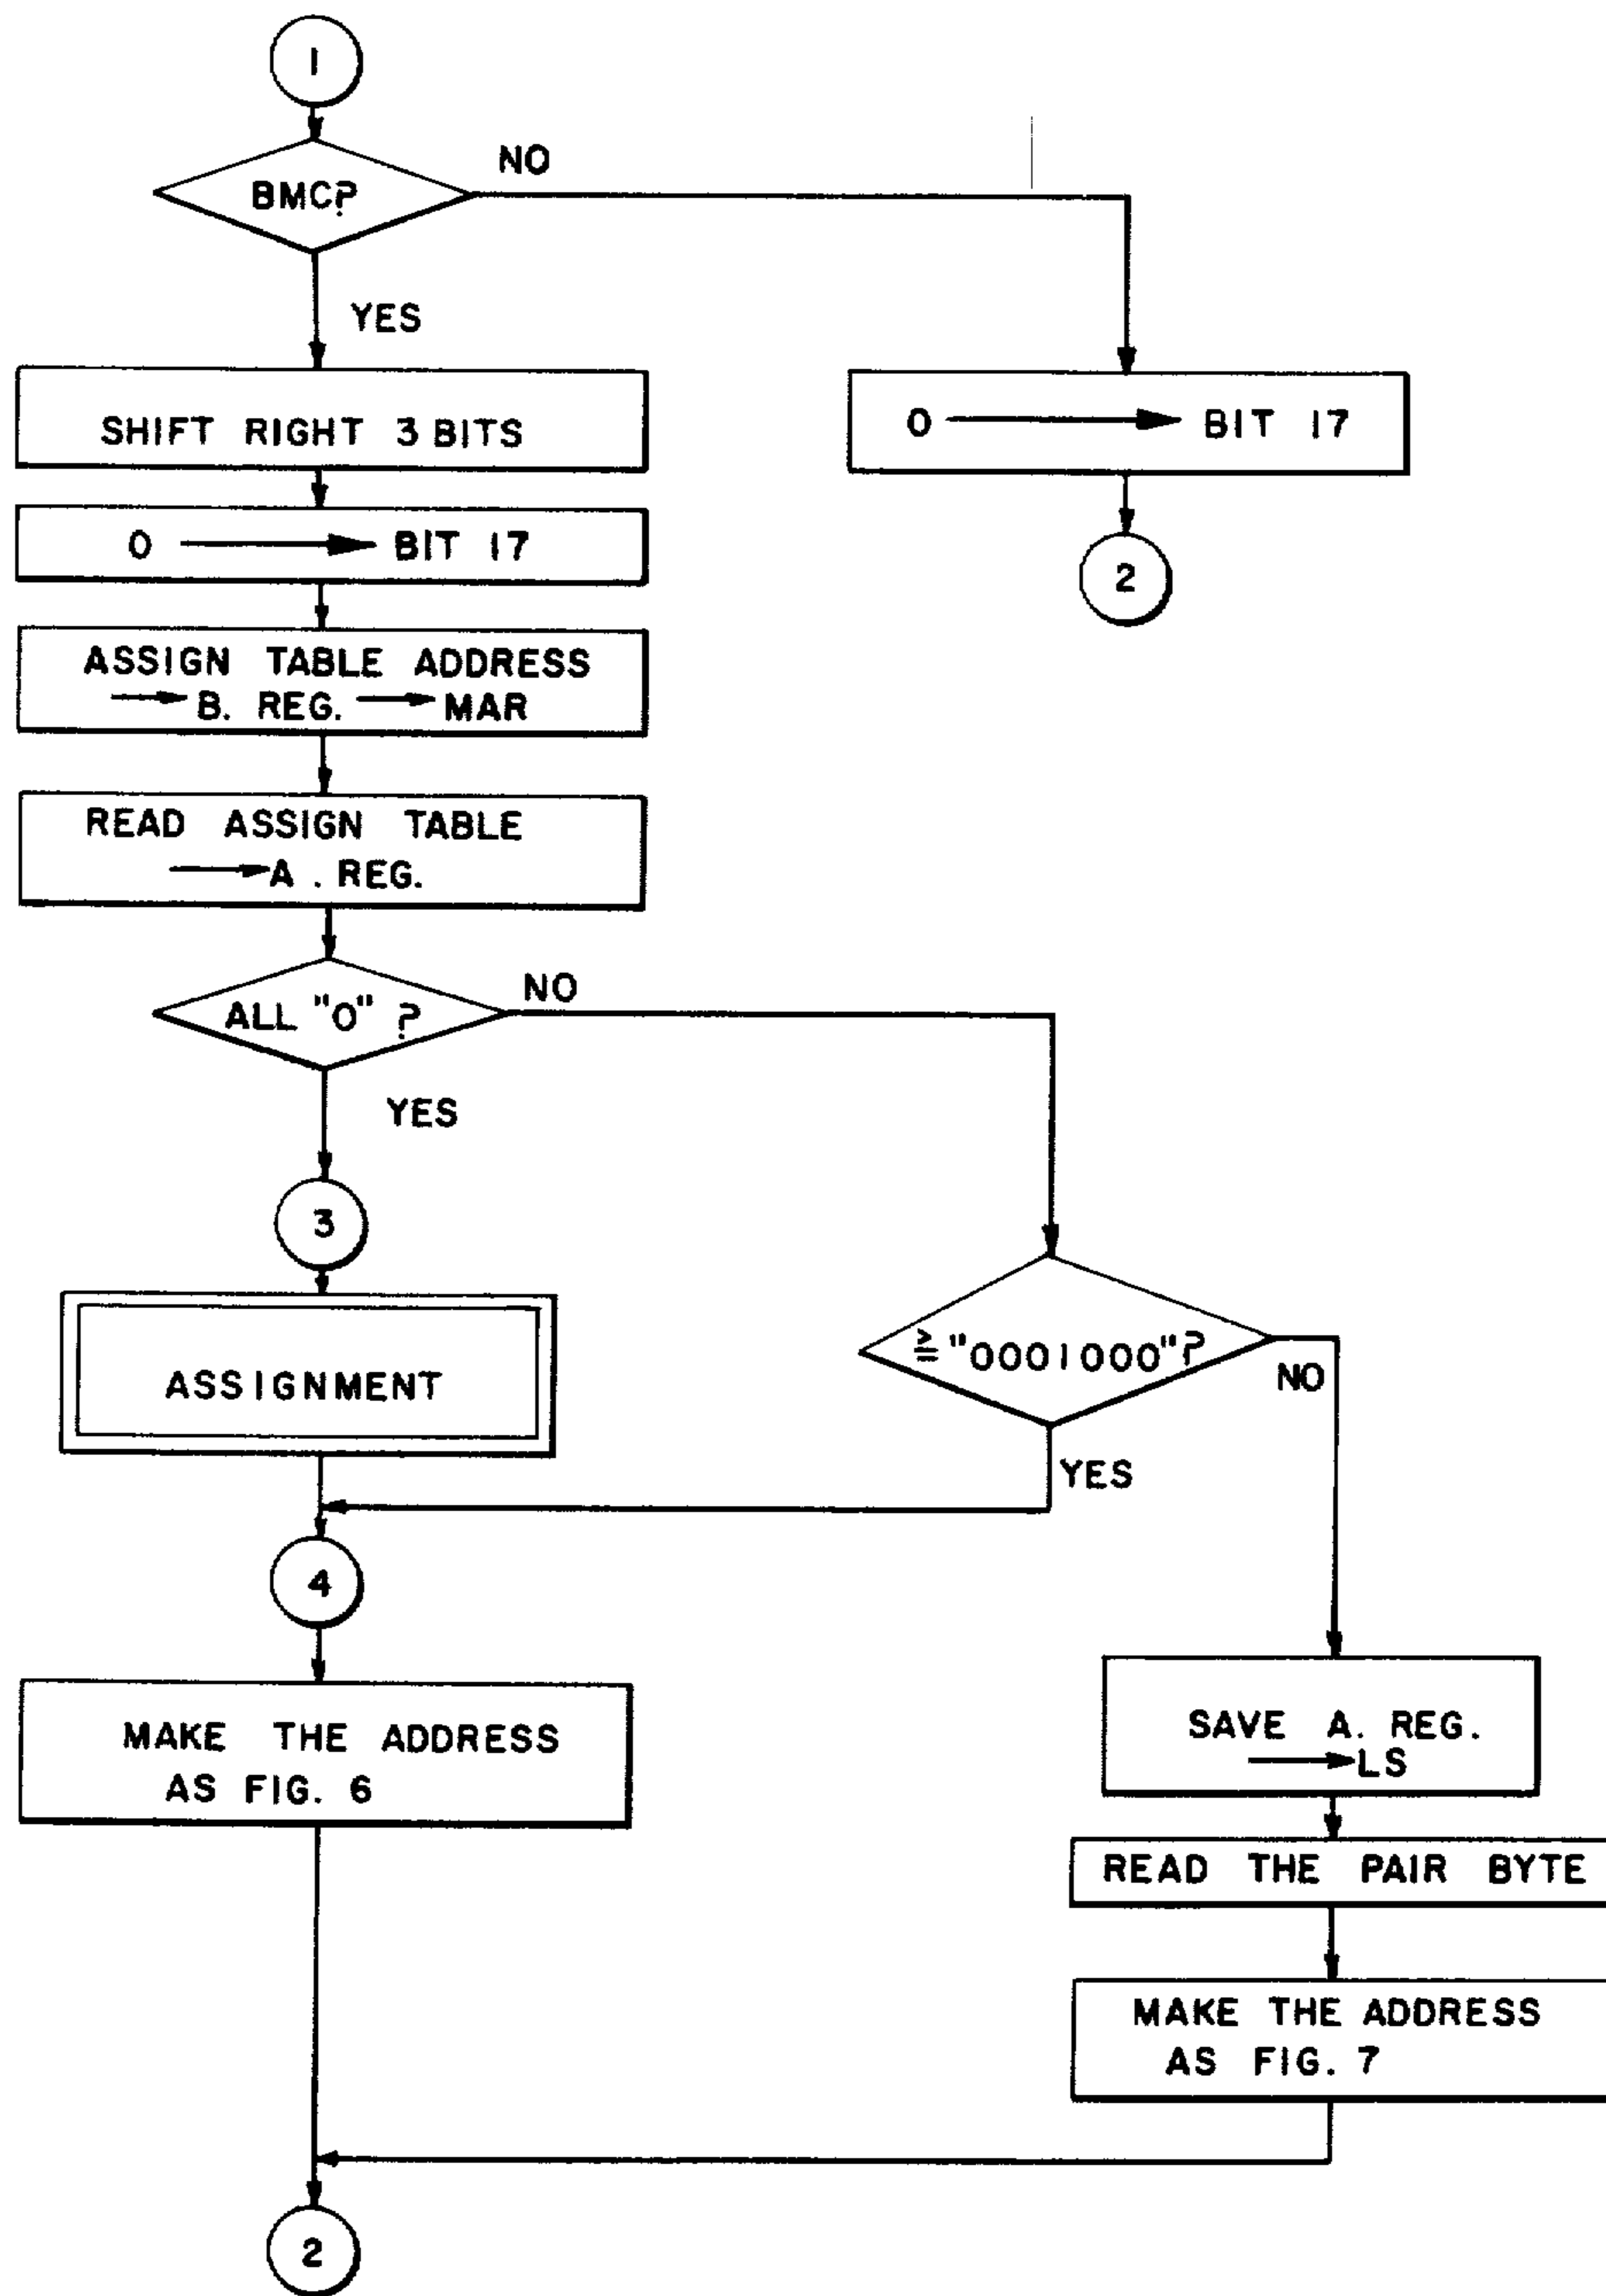 1
BMC?
NO
YES
SHIFT RIGHT 3 BITS
0 → BIT 17
0 → BIT 17
2
ASSIGN TABLE ADDRESS
→ B. REG. → MAR
READ ASSIGN TABLE
→ A. REG.
ALL "0" ?
NO
YES
3
ASSIGNMENT
≧ "0001000"?
NO
YES
4
MAKE THE ADDRESS
AS FIG. 6
SAVE A. REG.
→ LS
READ THE PAIR BYTE
MAKE THE ADDRESS
AS FIG. 7
2